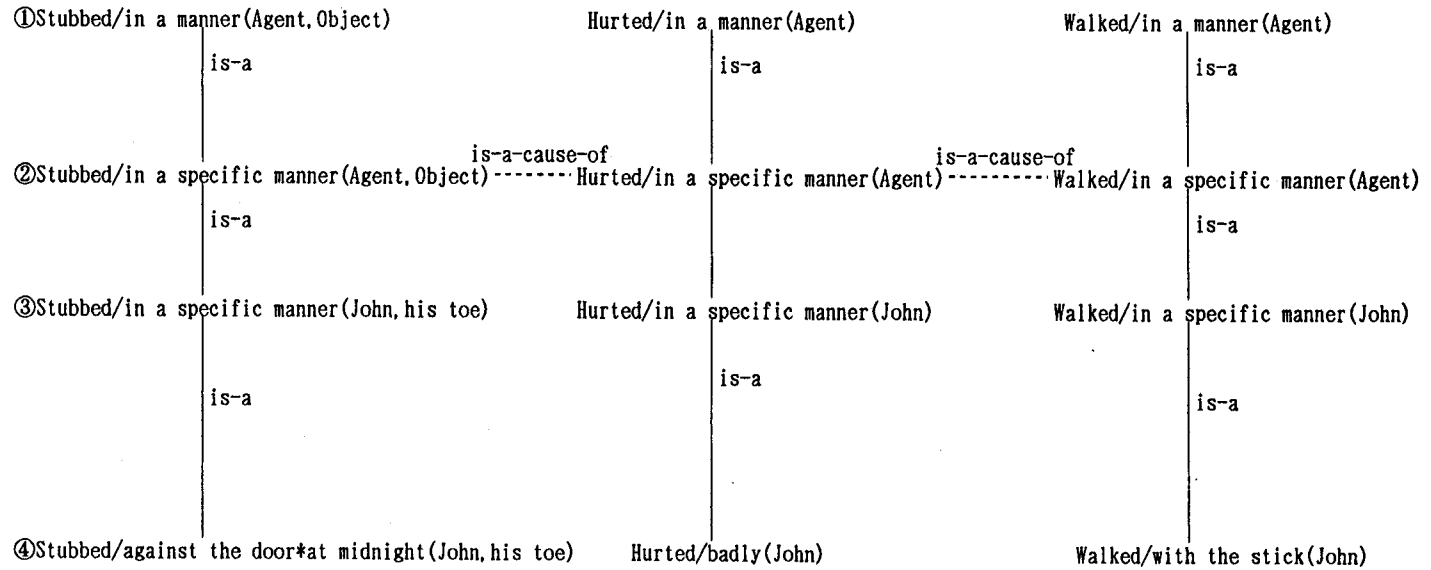 ①Stubbed/in a manner(Agent,Object) Hurted/in a manner(Agent) Walked/in a manner(Agent)
is-a is-a is-a
is-a-cause-of is-a-cause-of
②Stubbed/in a specific manner(Agent,Object) Hurted/in a specific manner(Agent) Walked/in a specific manner(Agent)
is-a is-a
③Stubbed/in a specific manner(John,his toe) Hurted/in a specific manner(John) Walked/in a specific manner(John)
is-a is-a is-a
④Stubbed/against the door*at midnight(John,his toe) Hurted/badly(John) Walked/with the stick(John)